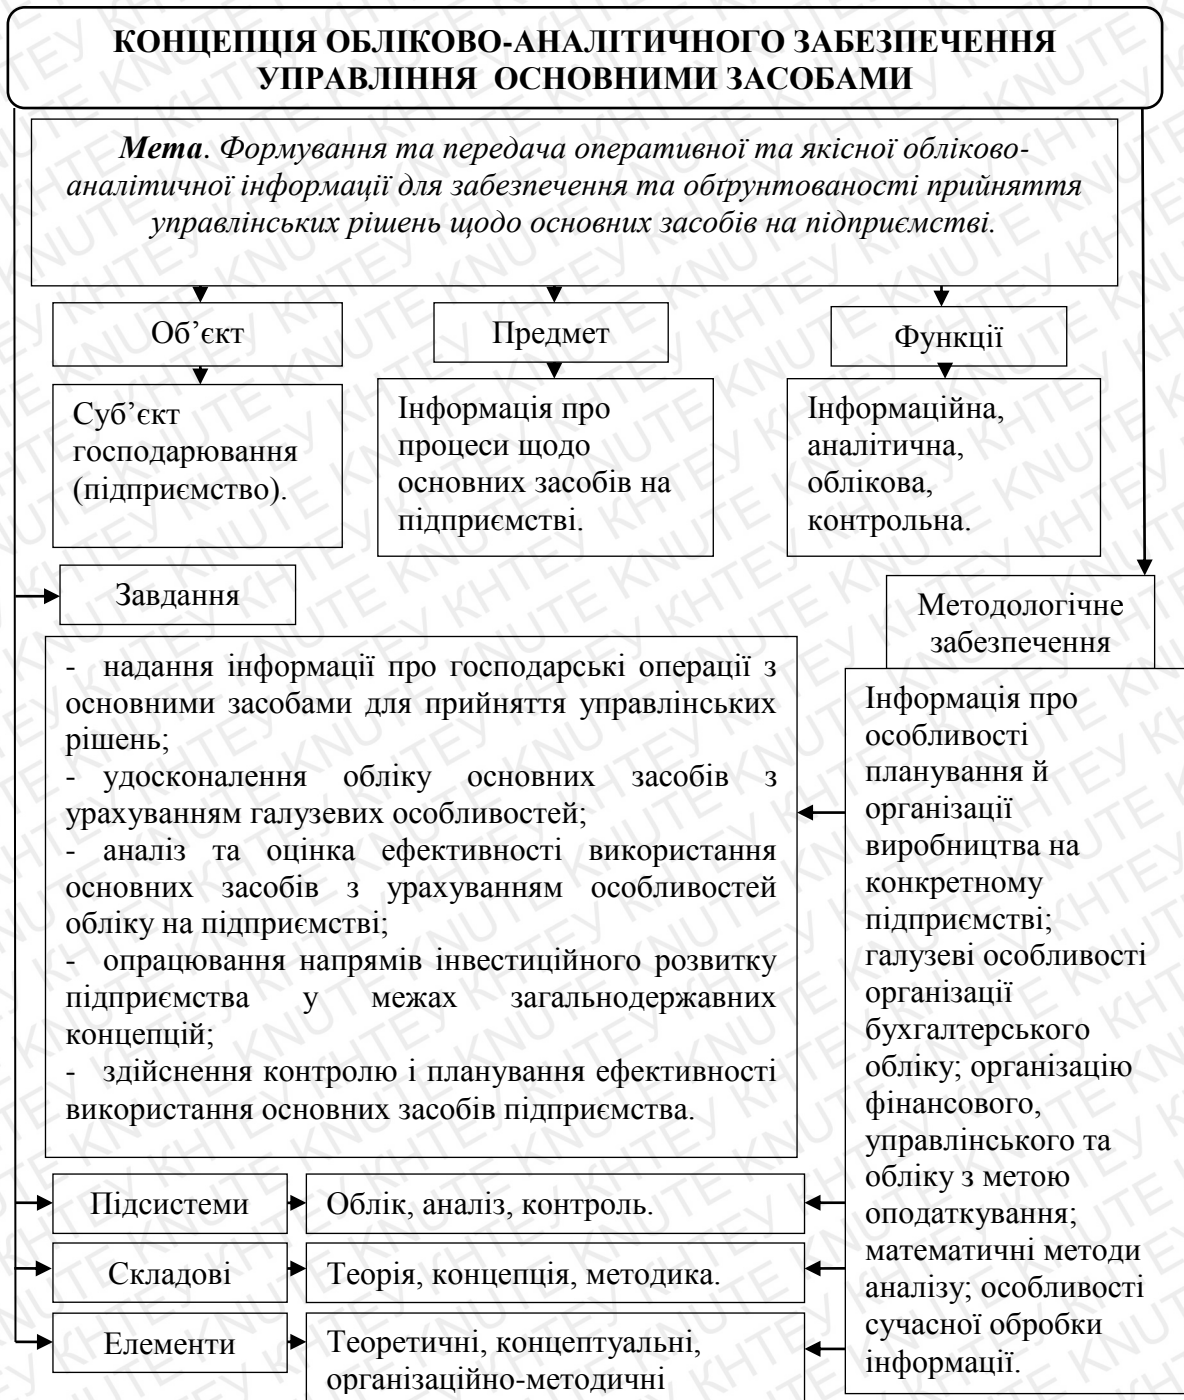 КОНЦЕПЦІЯ ОБЛІКОВО-АНАЛІТИЧНОГО ЗАБЕЗПЕЧЕННЯ
УПРАВЛІННЯ ОСНОВНИМИ ЗАСОБАМИ
Мета. Формування та передача оперативної та якісної обліково-
аналітичної інформації для забезпечення та обґрунтованості прийняття
управлінських рішень щодо основних засобів на підприємстві.
Об’єкт
Предмет
Функції
Суб’єкт
господарювання
(підприємство).
Інформація про
процеси щодо
основних засобів на
підприємстві.
Інформаційна,
аналітична,
облікова,
контрольна.
Завдання
- надання інформації про господарські операції з
основними засобами для прийняття управлінських
рішень;
- удосконалення обліку основних засобів з
урахуванням галузевих особливостей;
- аналіз та оцінка ефективності використання
основних засобів з урахуванням особливостей
обліку на підприємстві;
- опрацювання напрямів інвестиційного розвитку
підприємства у межах загальнодержавних
концепцій;
- здійснення контролю і планування ефективності
використання основних засобів підприємства.
Методологічне
забезпечення
Інформація про
особливості
планування й
організації
виробництва на
конкретному
підприємстві;
галузеві особливості
організації
бухгалтерського
обліку; організацію
фінансового,
управлінського та
обліку з метою
оподаткування;
математичні методи
аналізу; особливості
сучасної обробки
інформації.
Підсистеми
Облік, аналіз, контроль.
Складові
Теорія, концепція, методика.
Елементи
Теоретичні, концептуальні,
організаційно-методичні